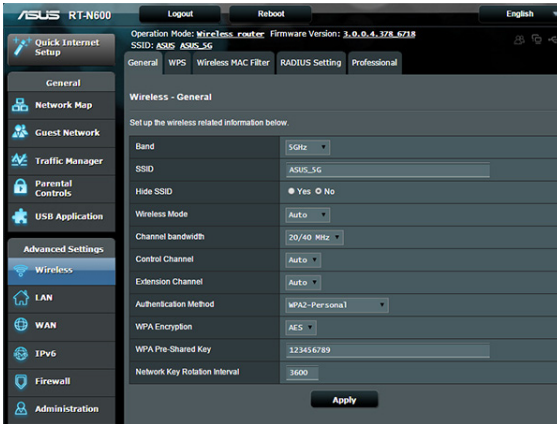 ASUS RT-N600
Logout
Reboot
English
Quick Internet
Setup
Operation Mode: Wireless router Firmware Version: 3.0.0.4.378_6718
SSID: ASUS ASUS_5G
General WPS Wireless MAC Filter RADIUS Setting Professional
General
Network Map
Guest Network
Traffic Manager
Parental
Controls
USB Application
Advanced Settings
Wireless
LAN
WAN
IPv6
Firewall
Administration
Wireless - General
Set up the wireless related information below.
Band 5GHz
SSID ASUS_5G
Hide SSID Yes No
Wireless Mode Auto
Channel bandwidth 20/40 MHz
Control Channel Auto
Extension Channel Auto
Authentication Method WPA2-Personal
WPA Encryption AES
WPA Pre-Shared Key 123456789
Network Key Rotation Interval 3600
Apply